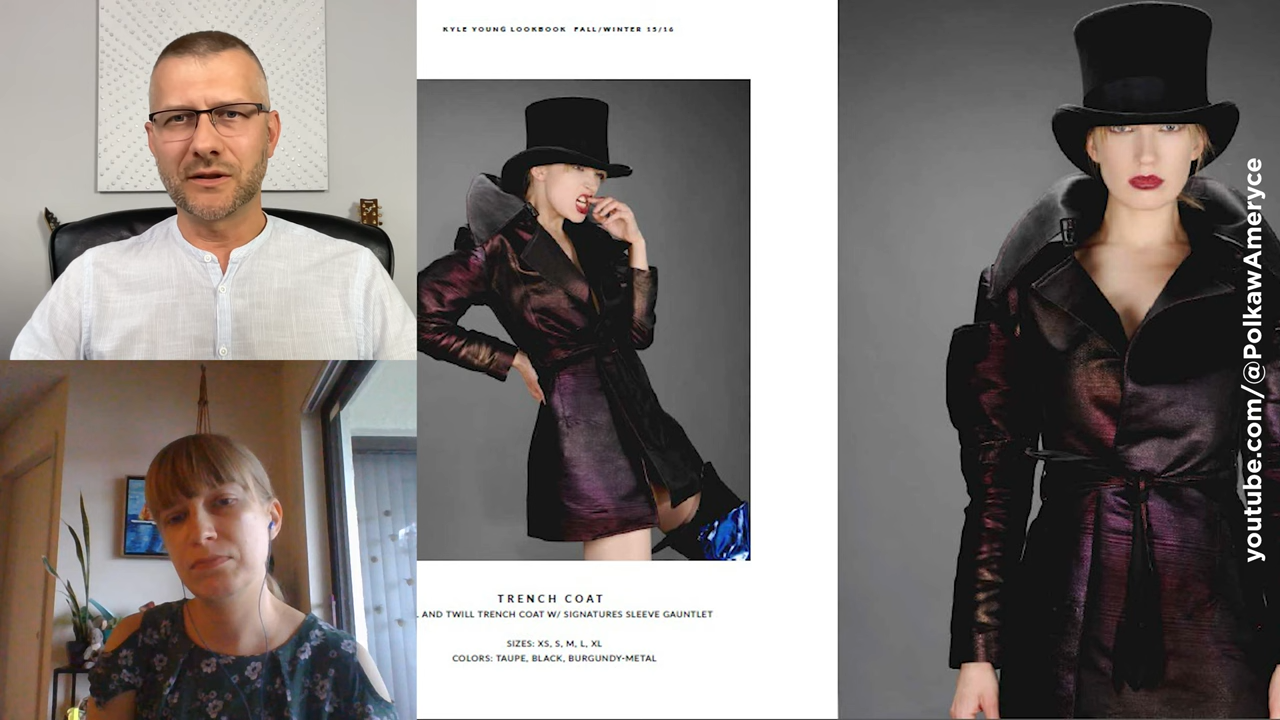 KYLE YOUNG LOOKBOOK FALL/WINTER 15/16
TRENCH COAT
AND TWILL TRENCH COAT W/ SIGNATURES SLEEVE GAUNTLET
SIZES: XS, S, M, L, XL
COLORS: TAUPE, BLACK, BURGUNDY-METAL
youtube.com/@PolkawAmeryce